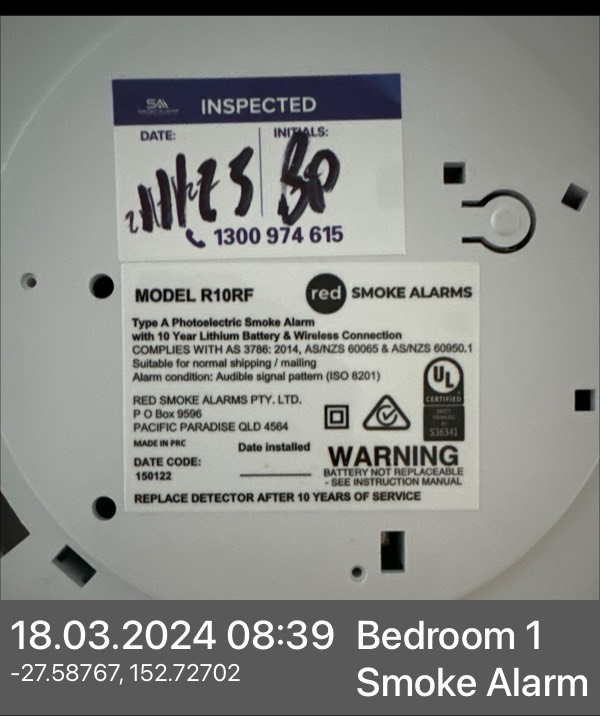 SA
INSPECTED
DATE:
INITIALS:
BP
1300 974 615
MODEL R10RF
red SMOKE ALARMS
Type A Photoelectric Smoke Alarm
with 10 Year Lithium Battery & Wireless Connection
COMPLIES WITH AS 3786: 2014, AS/NZS 60065 & AS/NZS 60950.1
Suitable for normal shipping / mailing
Alarm condition: Audible signal pattern (ISO 8201)
UL
CERTIFIED
S36341
RED SMOKE ALARMS PTY. LTD.
P O Box 9596
PACIFIC PARADISE QLD 4564
MADE IN PRC
Date installed
DATE CODE:
150122
WARNING
BATTERY NOT REPLACEABLE
- SEE INSTRUCTION MANUAL
REPLACE DETECTOR AFTER 10 YEARS OF SERVICE
18.03.2024 08:39
-27.58767, 152.72702
Bedroom 1
Smoke Alarm